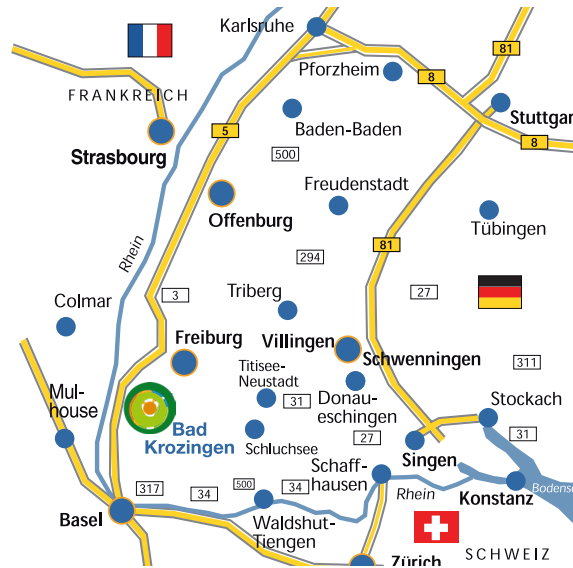 Karlsruhe
81
Pforzheim
8
FRANKREICH
Stuttgar
5
Baden-Baden
8
Strasbourg
500
Freudenstadt
Offenburg
Tübingen
Rhein
81
294
3
27
Triberg
Colmar
Freiburg
Villingen
Schwenningen
311
Titisee-
Neustadt
Mul-
house
31
Donau-
eschingen
Stockach
Bad
Krozingen
27
31
Schluchsee
Singen
Schaff-
hausen
317
34
500
34
Rhein
Konstanz
Bodense
Basel
Waldshut-
Tiengen
Zürich
SCHWEIZ